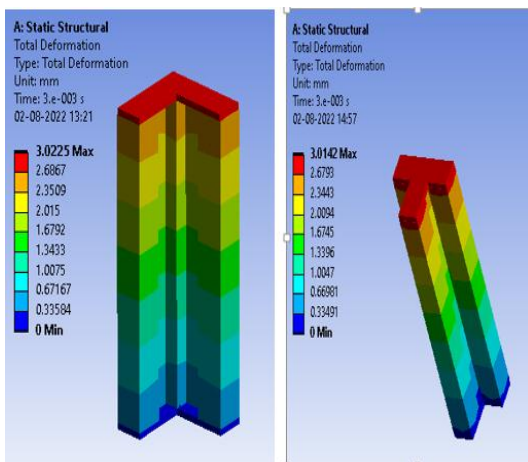 A: Static Structural
Total Deformation
Type: Total Deformation
Unit: mm
Time: 3.e-003 s
02-08-2022 13:21
3.0225 Max
2.6867
2.3509
2.015
1.6792
1.3433
1.0075
0.67167
0.33584
0 Min
A: Static Structural
Total Deformation
Type: Total Deformation
Unit: mm
Time: 3.e-003 s
02-08-2022 14:57
3.0142 Max
2.6793
2.3443
2.0094
1.6745
1.3396
1.0047
0.66981
0.33491
0 Min